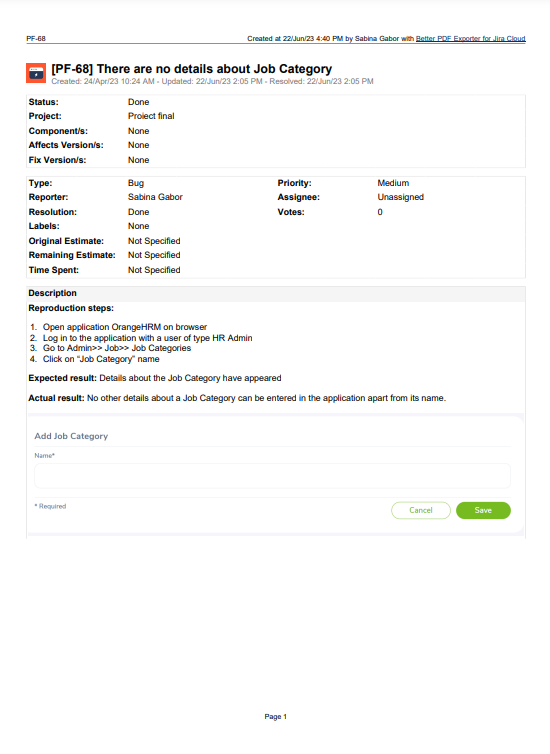 PF-68 Created at 22/Jun/23 4:40 PM by Sabina Gabor with Better PDF Exporter for Jira Cloud
[PF-68] There are no details about Job Category
Created: 24/Apr/23 10:24 AM - Updated: 22/Jun/23 2:05 PM - Resolved: 22/Jun/23 2:05 PM
Status: Done
Project: Proiect final
Component/s: None
Affects Version/s: None
Fix Version/s: None
Type: Bug Priority: Medium
Reporter: Sabina Gabor Assignee: Unassigned
Resolution: Done Votes: 0
Labels: None
Original Estimate: Not Specified
Remaining Estimate: Not Specified
Time Spent: Not Specified
Description
Reproduction steps:
1. Open application OrangeHRM on browser
2. Log in to the application with a user of type HR Admin
3. Go to Admin>> Job>> Job Categories
4. Click on “Job Category” name
Expected result: Details about the Job Category have appeared
Actual result: No other details about a Job Category can be entered in the application apart from its name.
Add Job Category
Name*
* Required Cancel Save
Page 1